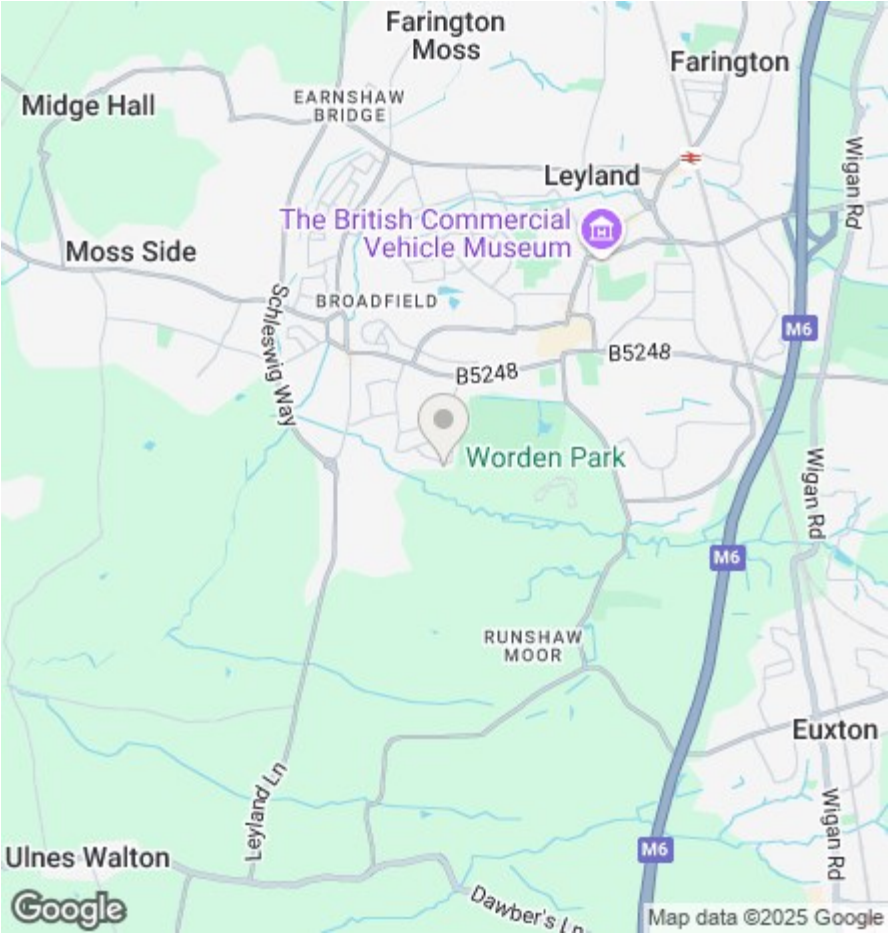 Farington
Moss
Farington
Midge Hall
EARNSHAW
BRIDGE
Wigan Rd
Leyland
The British Commercial
Vehicle Museum
Moss Side
BROADFIELD
Schleswig Way
M6
B5248
B5248
Worden Park
Wigan Rd
M6
RUNSHAW
MOOR
Euxton
Leyland Ln
Wigan Rd
Ulnes Walton
M6
Dawber's Ln
Google
Map data ©2025 Google